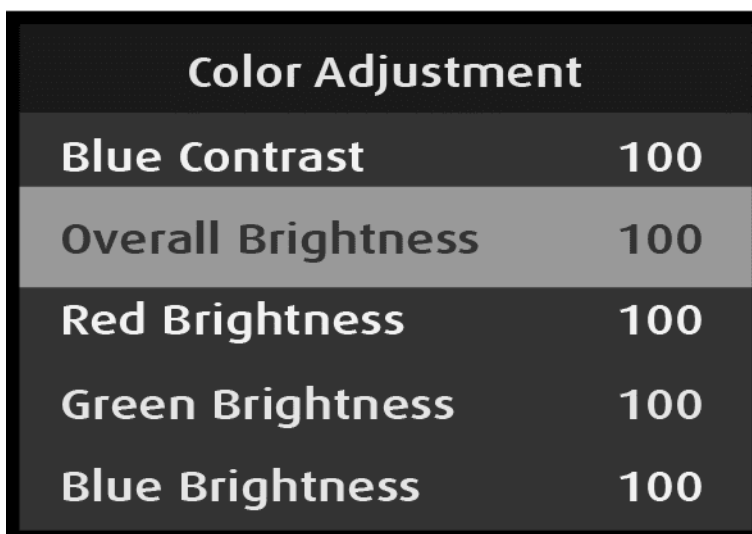 Color Adjustment
Blue Contrast 100
Overall Brightness 100
Red Brightness 100
Green Brightness 100
Blue Brightness 100